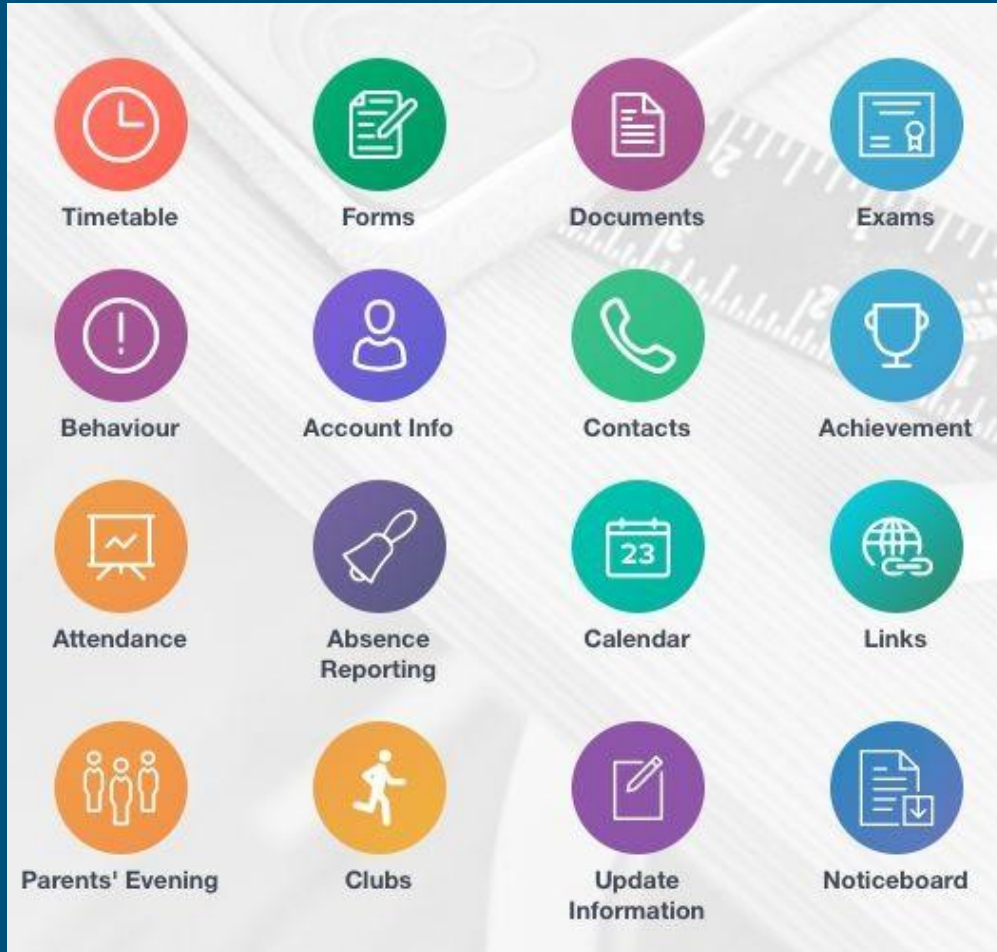 Timetable
Forms
Documents
Exams
Behaviour
Account Info
Contacts
Achievement
23
Attendance
Absence
Reporting
Calendar
Links
Parents' Evening
Clubs
Update
Information
Noticeboard